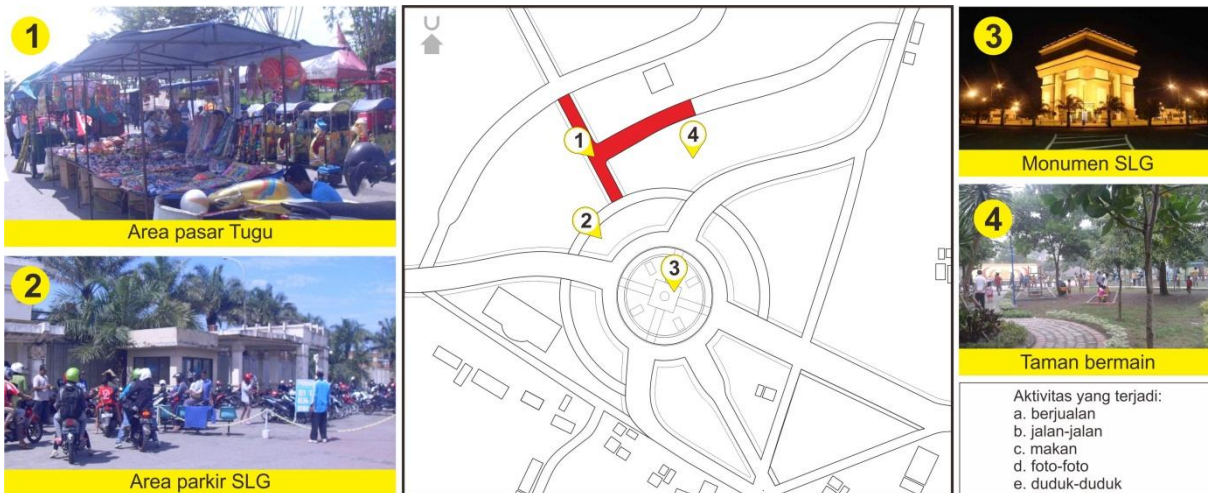 1
Area pasar Tugu
2
Area parkir SLG
U
1
4
2
3
3
Monumen SLG
4
Taman bermain
Aktivitas yang terjadi:
a. berjualan
b. jalan-jalan
c. makan
d. foto-foto
e. duduk-duduk